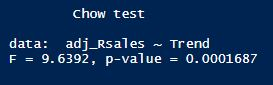 Chow test
data: adj_Rsales ~ Trend
F = 9.6392, p-value = 0.0001687